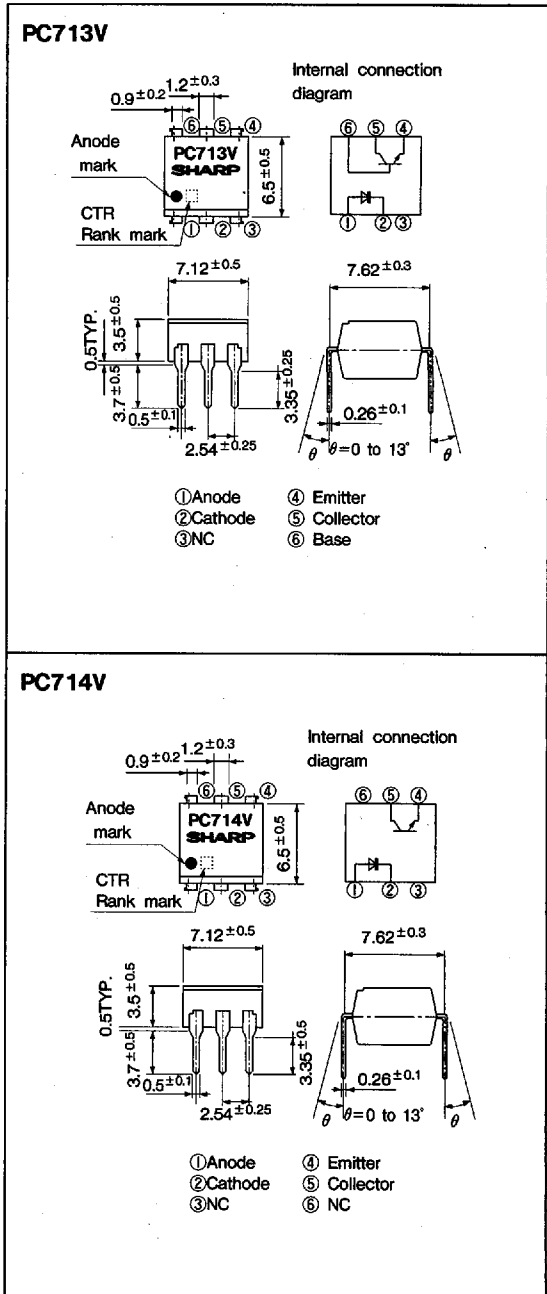 PC713V
Internal connection
diagram
1.2±0.3
0.9±0.2
⑥ ⑤ ④
Anode
mark
PC713V
SHARP
6.5±0.5
CTR
Rank mark
① ② ③
⑥ ⑤ ④
① ② ③
7.12±0.5
7.62±0.3
0.5TYP.
3.5±0.5
3.7±0.5
0.5±0.1
2.54±0.25
3.35±0.25
0.26±0.1
θ θ=0 to 13° θ
①Anode ④ Emitter
②Cathode ⑤ Collector
③NC ⑥ Base
PC714V
Internal connection
diagram
1.2±0.3
0.9±0.2
⑥ ⑤ ④
Anode
mark
PC714V
SHARP
6.5±0.5
CTR
Rank mark
① ② ③
⑥ ⑤ ④
① ② ③
7.12±0.5
7.62±0.3
0.5TYP.
3.5±0.5
3.7±0.5
0.5±0.1
2.54±0.25
3.35±0.5
0.26±0.1
θ θ=0 to 13° θ
①Anode ④ Emitter
②Cathode ⑤ Collector
③NC ⑥ NC